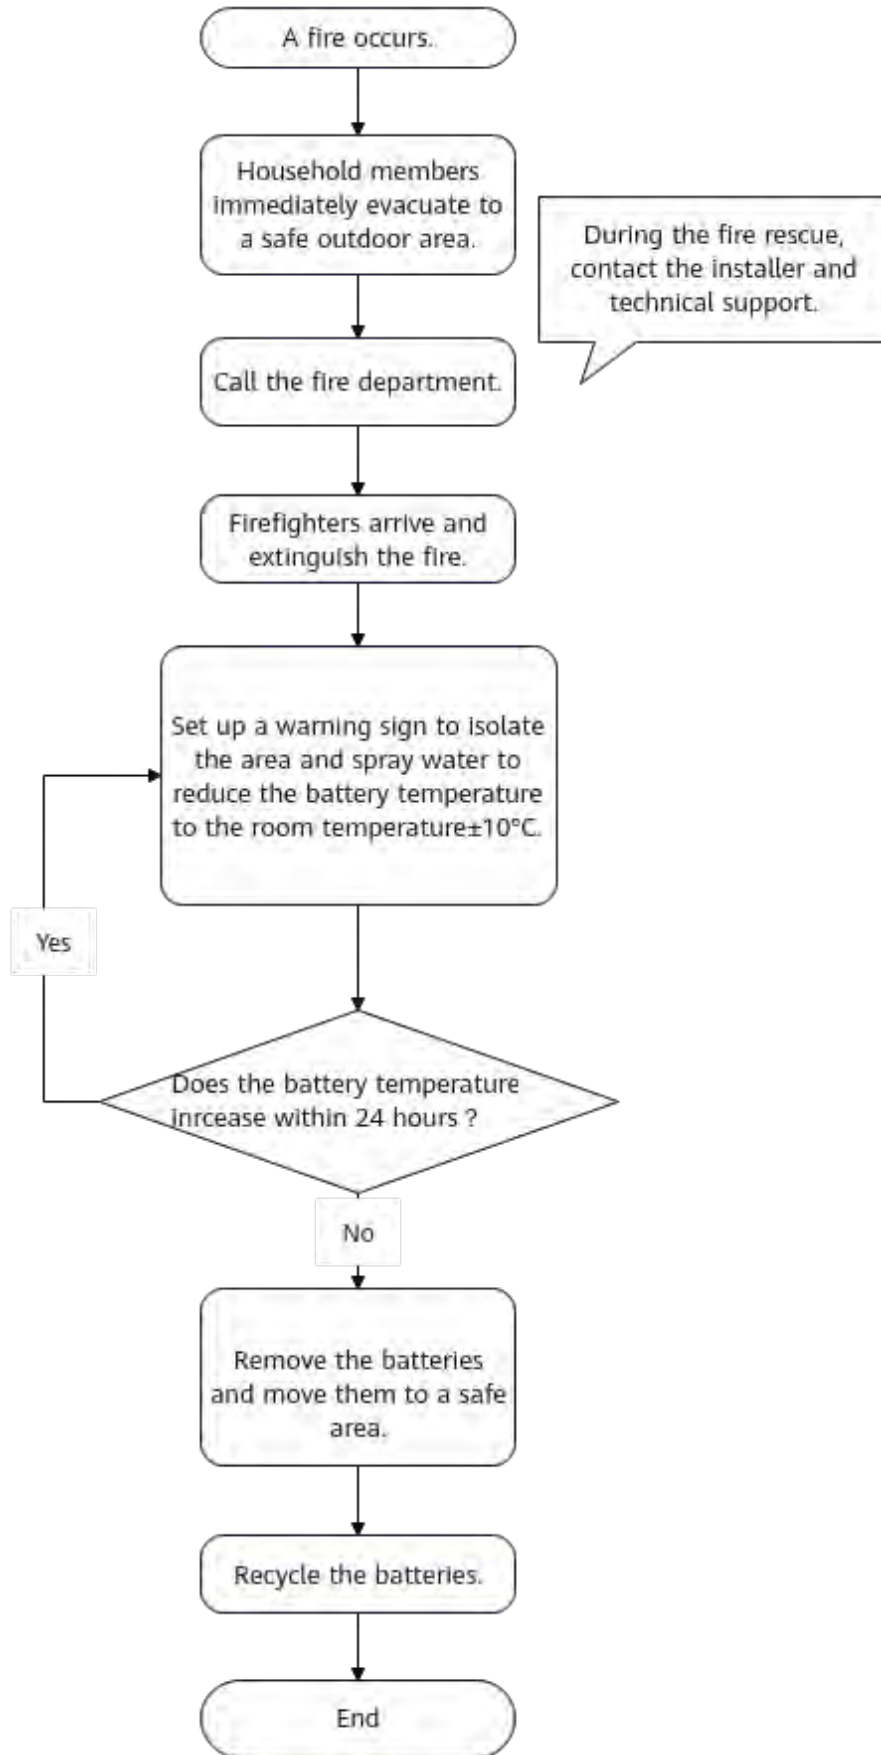 A fire occurs.
Household members
immediately evacuate to
a safe outdoor area.
During the fire rescue,
contact the installer and
technical support.
Call the fire department.
Firefighters arrive and
extinguish the fire.
Set up a warning sign to isolate
the area and spray water to
reduce the battery temperature
to the room temperature±10°C.
Yes
Does the battery temperature
inrcease within 24 hours ?
No
Remove the batteries
and move them to a safe
area.
Recycle the batteries.
End